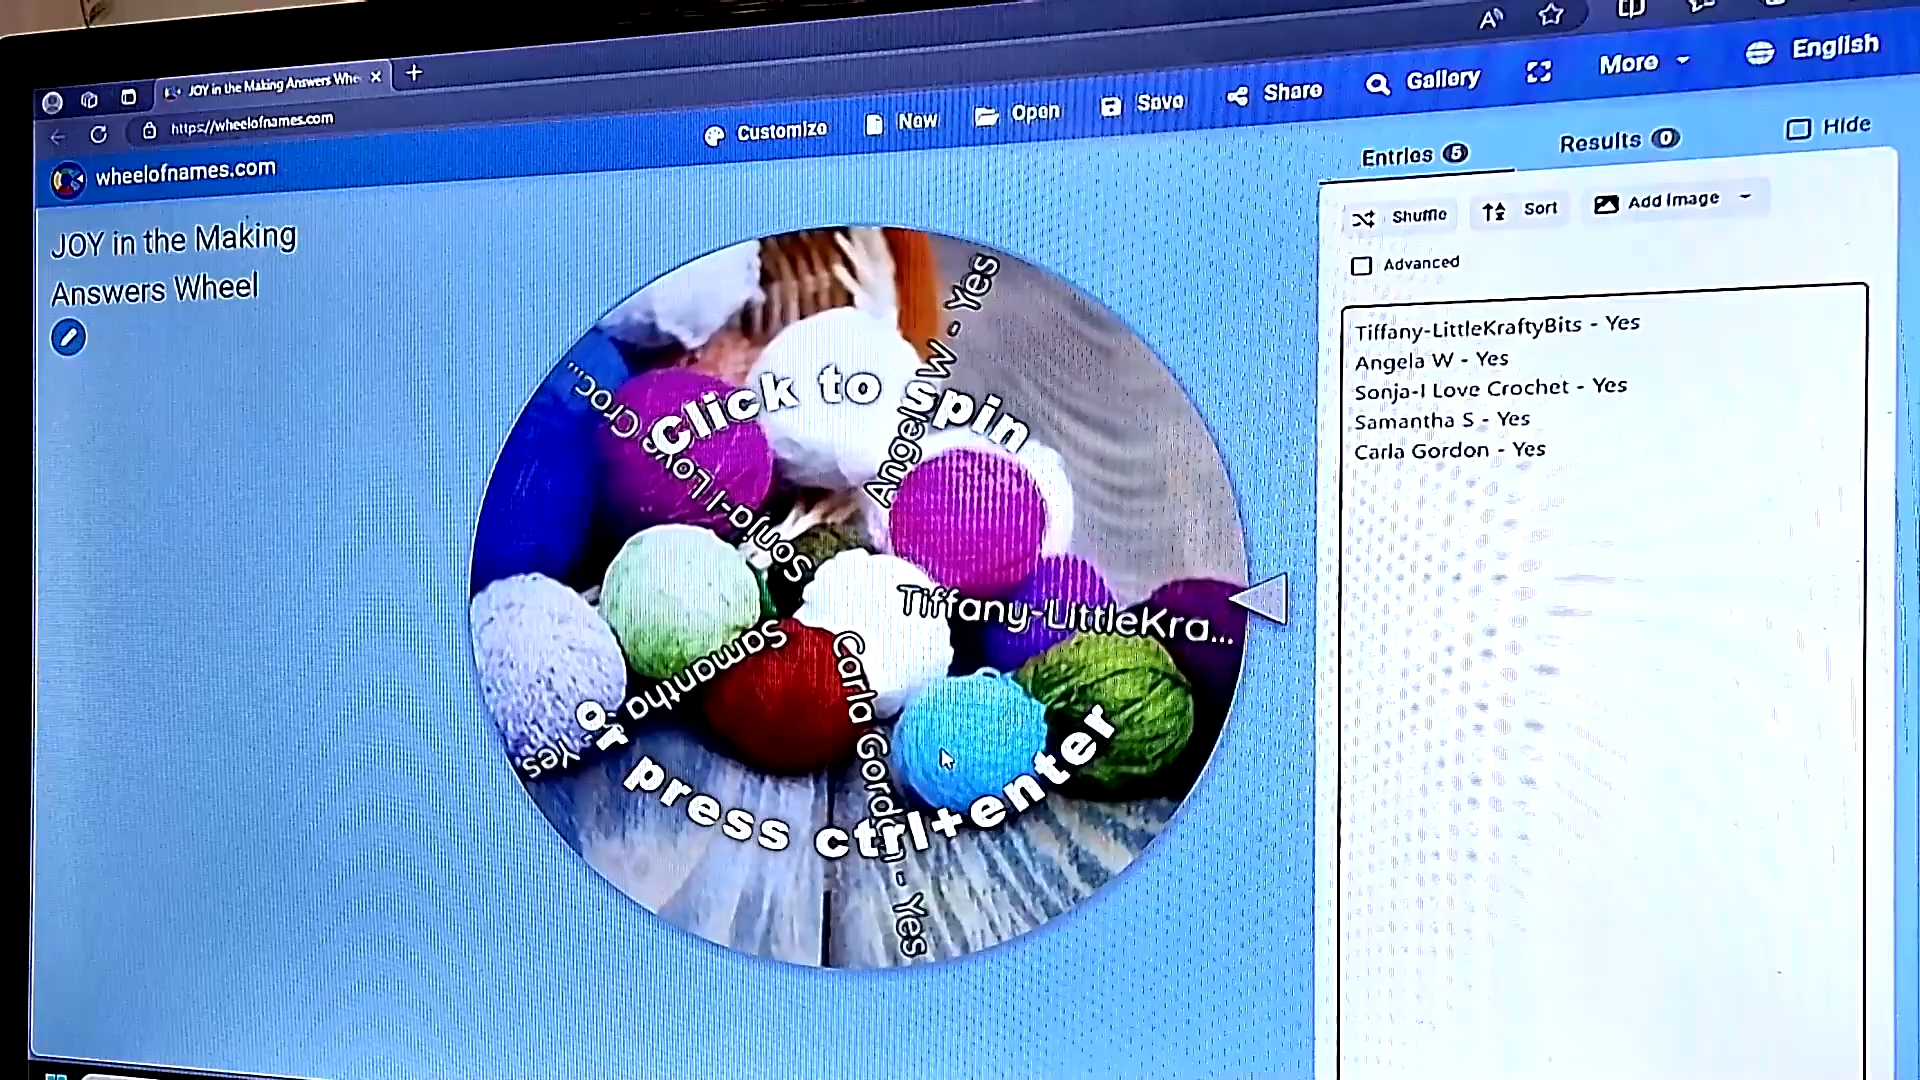 JOY in the Making Answers Whe
https://wheelofnames.com
wheelofnames.com
Customize
New
Open
Save
Share
Gallery
More
English
JOY in the Making
Answers Wheel
Entries 5
Results 0
Hide
Shuffle
Sort
Add Image
Advanced
Tiffany-LittleKraftyBits - Yes
Angela W - Yes
Sonja-I Love Crochet - Yes
Samantha S - Yes
Carla Gordon - Yes
Click to spin
or press ctrl+enter
Angela W - Yes
Sonja-I Love Croc...
Tiffany-LittleKra...
Samantha S - Yes
Carla Gordon - Yes